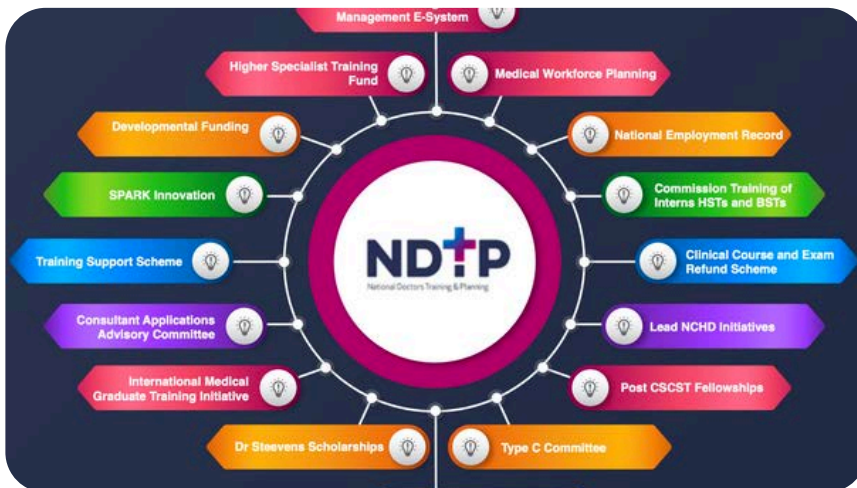 Management E-System
Higher Specialist Training
Fund
Medical Workforce Planning
Developmental Funding
National Employment Record
SPARK Innovation
Commission Training of
Interns HSTs and BSTs
NDTP
National Doctors Training & Planning
Training Support Scheme
Clinical Course and Exam
Refund Scheme
Consultant Applications
Advisory Committee
Lead NCHD Initiatives
International Medical
Graduate Training Initiative
Post CSCST Fellowships
Dr Steevens Scholarships
Type C Committee